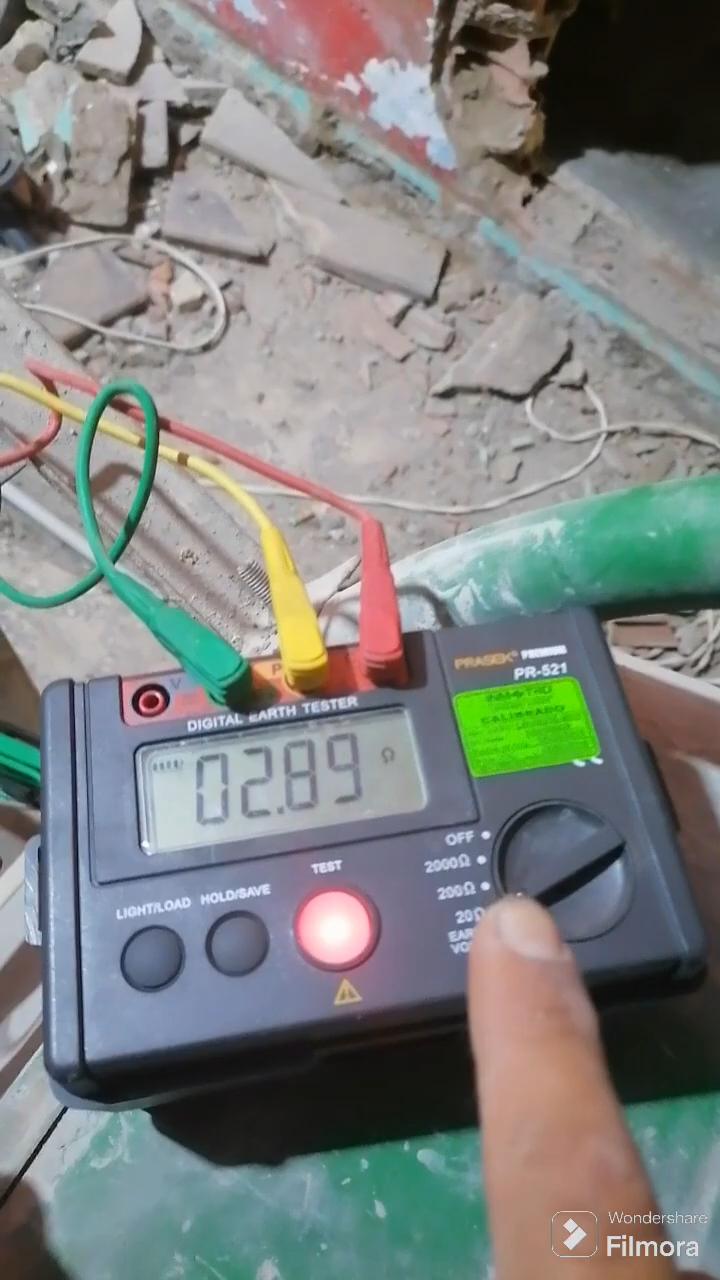 V
P
PRASEK® PREMIUM
PR-521
DIGITAL EARTH TESTER
CALIBRADO
02.89 Ω
OFF
2000Ω
200Ω
20Ω
TEST
LIGHT/LOAD HOLD/SAVE
Wondershare
Filmora